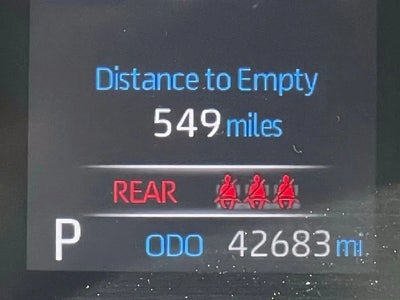 Distance to Empty
549 miles
REAR
P ODO 42683 mi